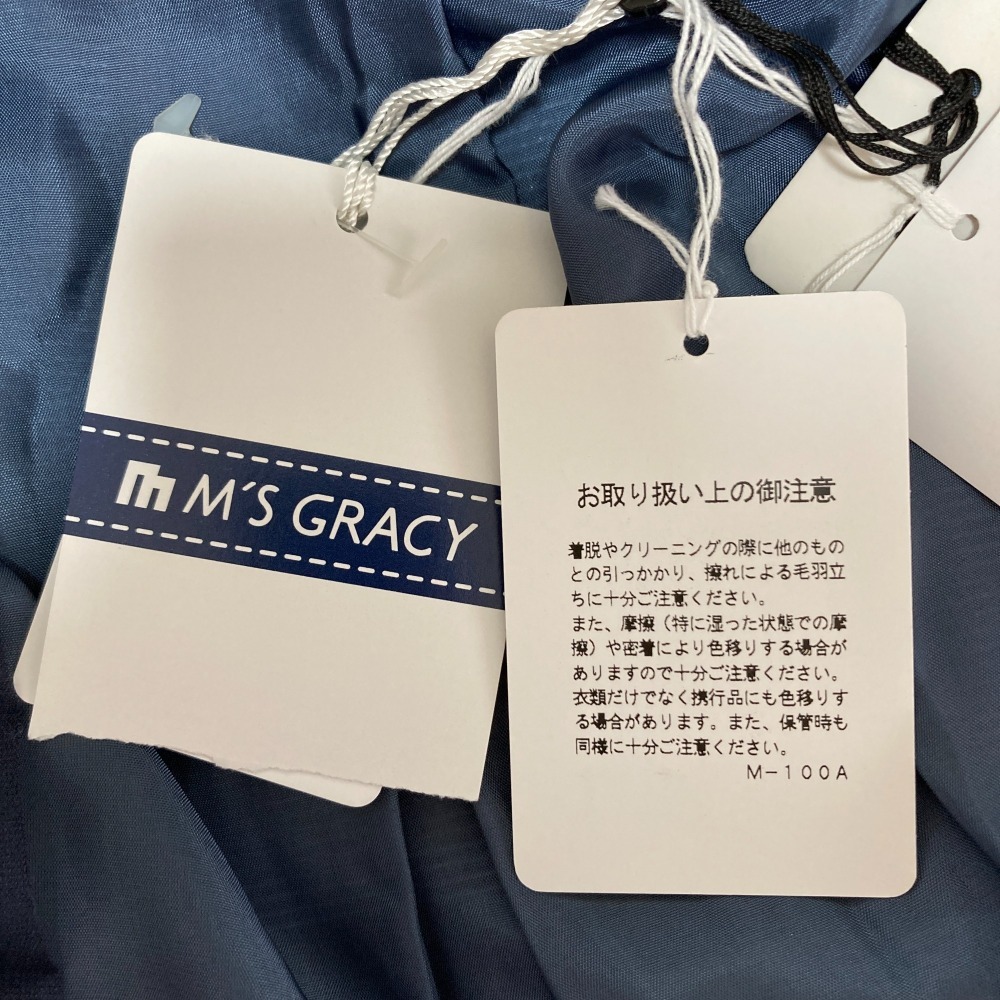 M'S GRACY
お取り扱い上の御注意
着脱やクリーニングの際に他のもの
との引っかかり、擦れによる毛羽立
ちに十分ご注意ください。
また、摩擦（特に湿った状態での摩
擦）や密着により色移りする場合が
ありますので十分ご注意ください。
衣類だけでなく携行品にも色移りす
る場合があります。また、保管時も
同様に十分ご注意ください。
M－１００A